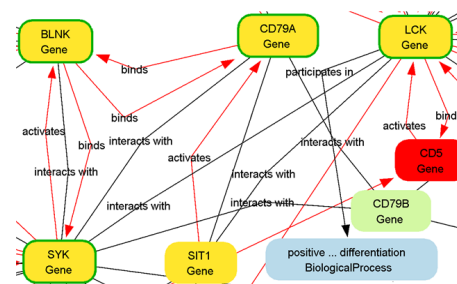 BLNK
Gene
CD79A
Gene
LCK
Gene
binds
participates in
binds
binds
activates
interacts with
interacts with
activates
binds
CD5
Gene
activates
interacts with
interacts with
interacts with
CD79B
Gene
SYK
Gene
SIT1
Gene
positive ... differentiation
BiologicalProcess